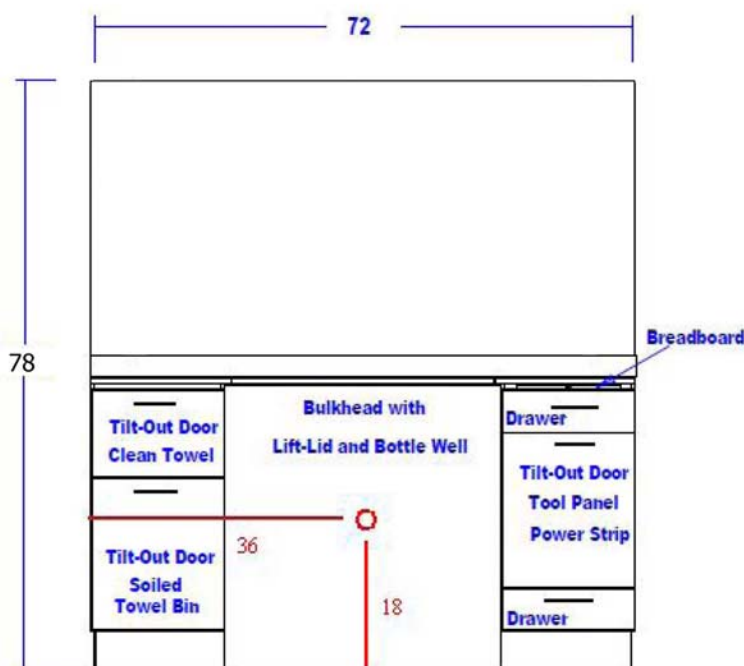 72
78
Breadboard
Tilt-Out Door
Clean Towel
Bulkhead with
Lift-Lid and Bottle Well
Drawer
Tilt-Out Door
Tool Panel
Power Strip
36
Tilt-Out Door
Soiled
Towel Bin
18
Drawer